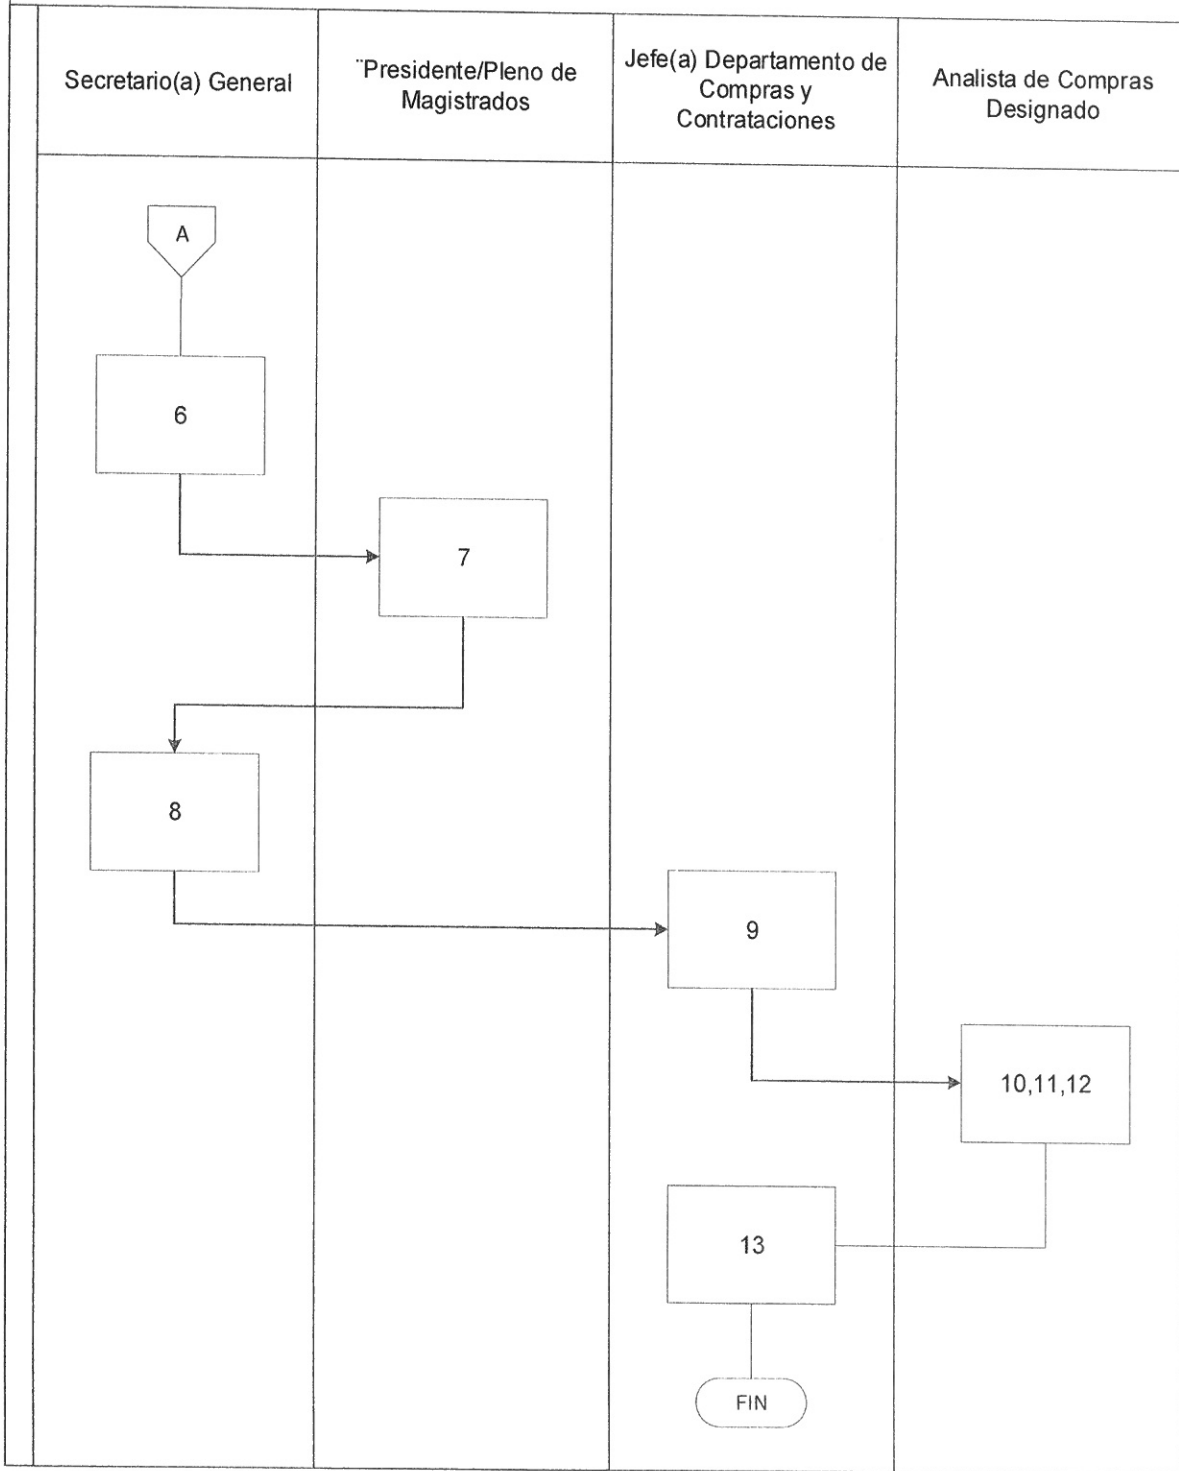 Secretario(a) General
¨Presidente/Pleno de
Magistrados
Jefe(a) Departamento de
Compras y
Contrataciones
Analista de Compras
Designado
A
6
7
8
9
10,11,12
13
FIN